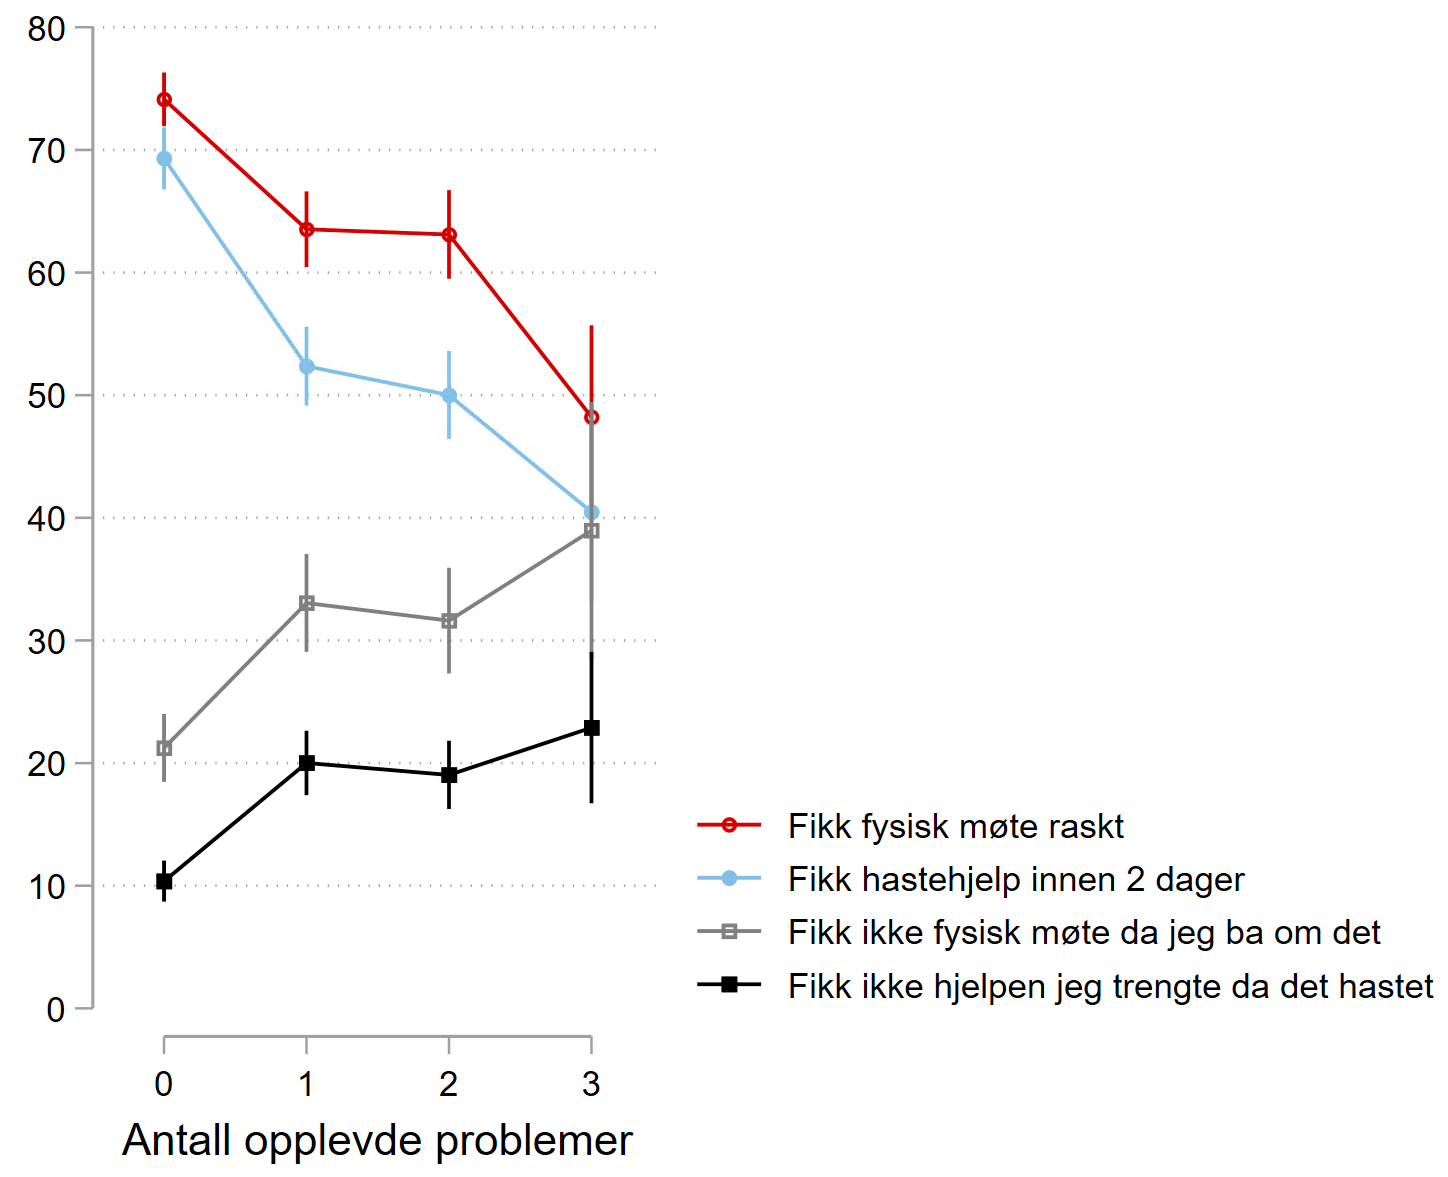 80
70
60
50
40
30
20
10
0
0 1 2 3
Antall opplevde problemer
Fikk fysisk møte raskt
Fikk hastehjelp innen 2 dager
Fikk ikke fysisk møte da jeg ba om det
Fikk ikke hjelpen jeg trengte da det hastet